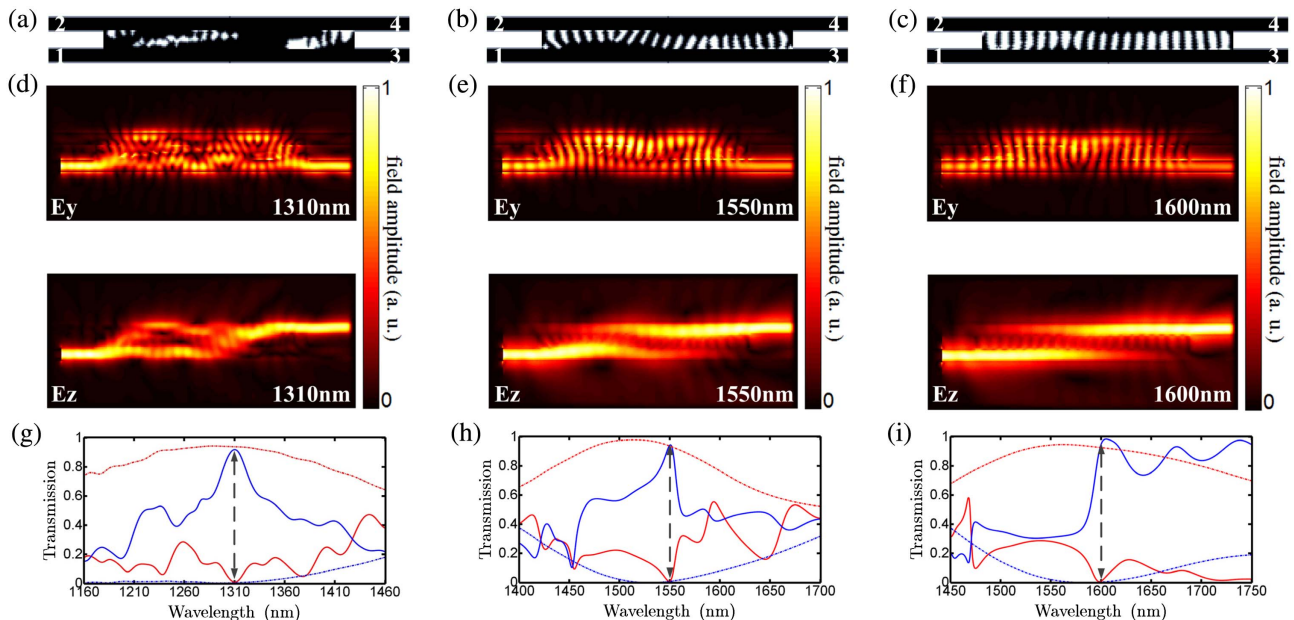 (a)
2
4
1
3
(b)
2
4
1
3
(c)
2
4
1
3
(d)
Ey
1310nm
1
field amplitude (a. u.)
0
(e)
Ey
1550nm
1
field amplitude (a. u.)
0
(f)
Ey
1600nm
1
field amplitude (a. u.)
0
Ez
1310nm
Ez
1550nm
Ez
1600nm
(g)
Transmission
1
0.8
0.6
0.4
0.2
0
1160 1210 1260 1310 1360 1410 1460
Wavelength (nm)
(h)
Transmission
1
0.8
0.6
0.4
0.2
0
1400 1450 1500 1550 1600 1650 1700
Wavelength (nm)
(i)
Transmission
1
0.8
0.6
0.4
0.2
0
1450 1500 1550 1600 1650 1700 1750
Wavelength (nm)